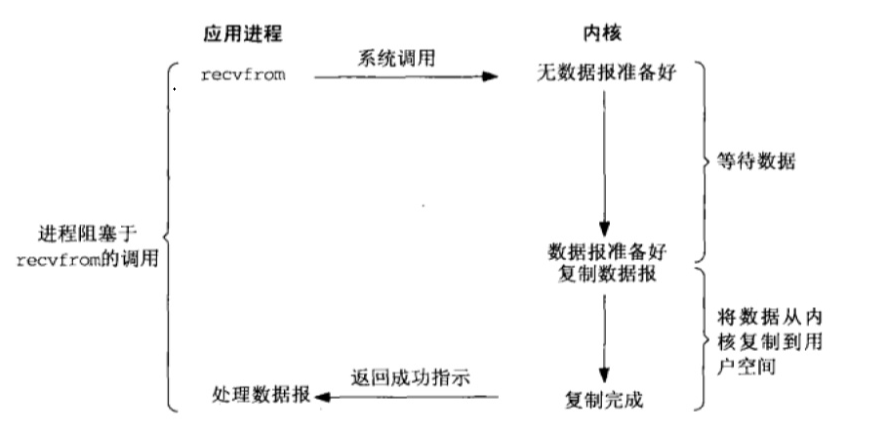 应用进程
内核
系统调用
recvfrom
无数据报准备好
等待数据
进程阻塞于
recvfrom的调用
数据报准备好
复制数据报
将数据从内
核复制到用
户空间
返回成功指示
处理数据报
复制完成